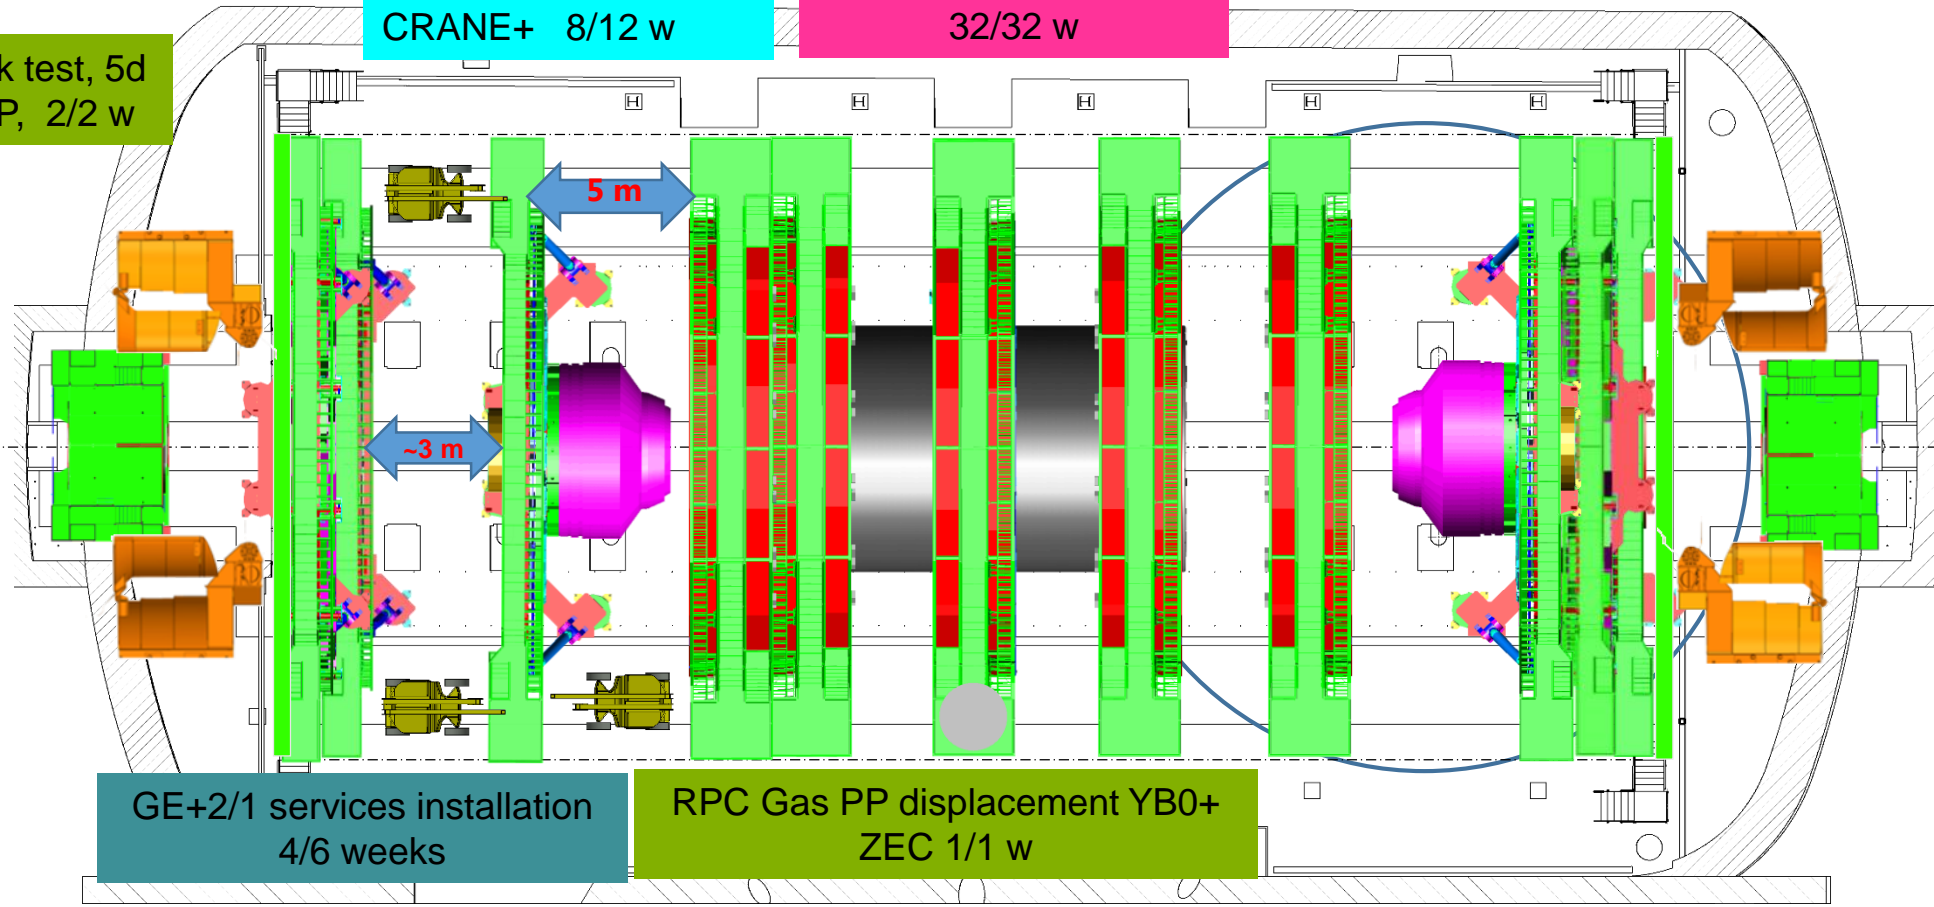 CRANE+ 8/12 w
32/32 w
k test, 5d
P, 2/2 w
5 m
~3 m
GE+2/1 services installation
4/6 weeks
RPC Gas PP displacement YB0+
ZEC 1/1 w